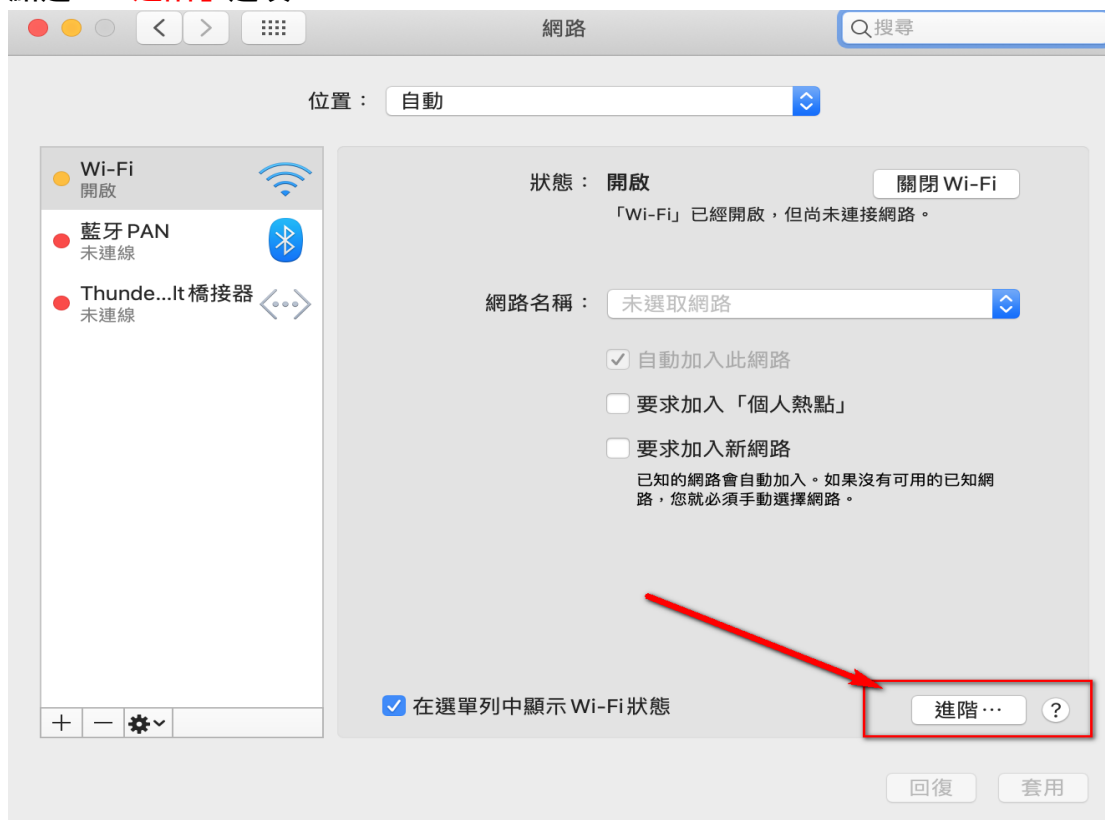 網路
搜尋
位置： 自動
Wi-Fi
開啟
藍牙 PAN
未連線
Thunde...lt 橋接器
未連線
狀態： 開啟
關閉 Wi-Fi
「Wi-Fi」已經開啟，但尚未連接網路。
網路名稱： 未選取網路
自動加入此網路
要求加入「個人熱點」
要求加入新網路
已知的網路會自動加入。如果沒有可用的已知網
路，您就必須手動選擇網路。
在選單列中顯示 Wi-Fi 狀態
進階…
?
回復
套用